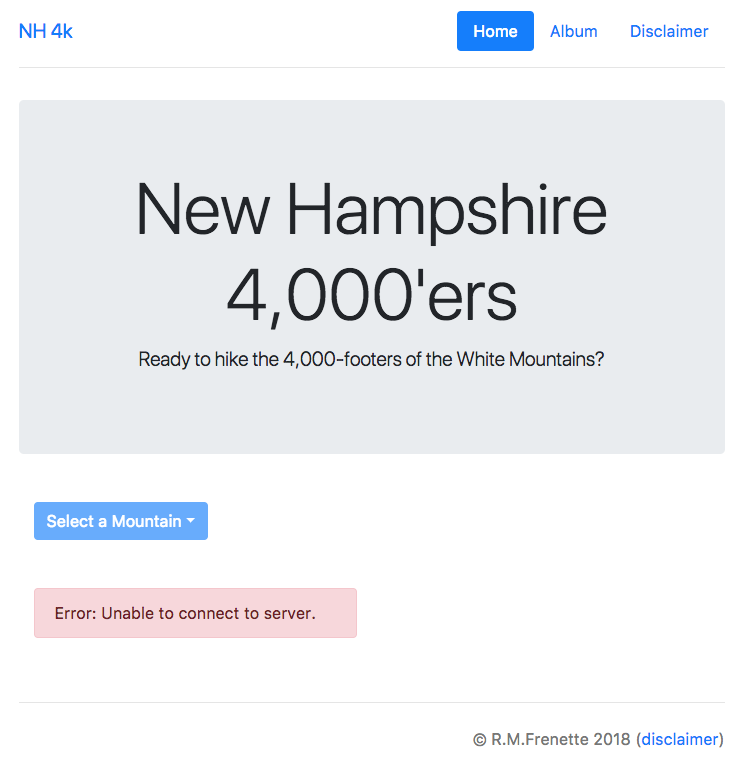 NH 4k
Home Album Disclaimer
New Hampshire
4,000'ers
Ready to hike the 4,000-footers of the White Mountains?
Select a Mountain
Error: Unable to connect to server.
© R.M.Frenette 2018 (disclaimer)